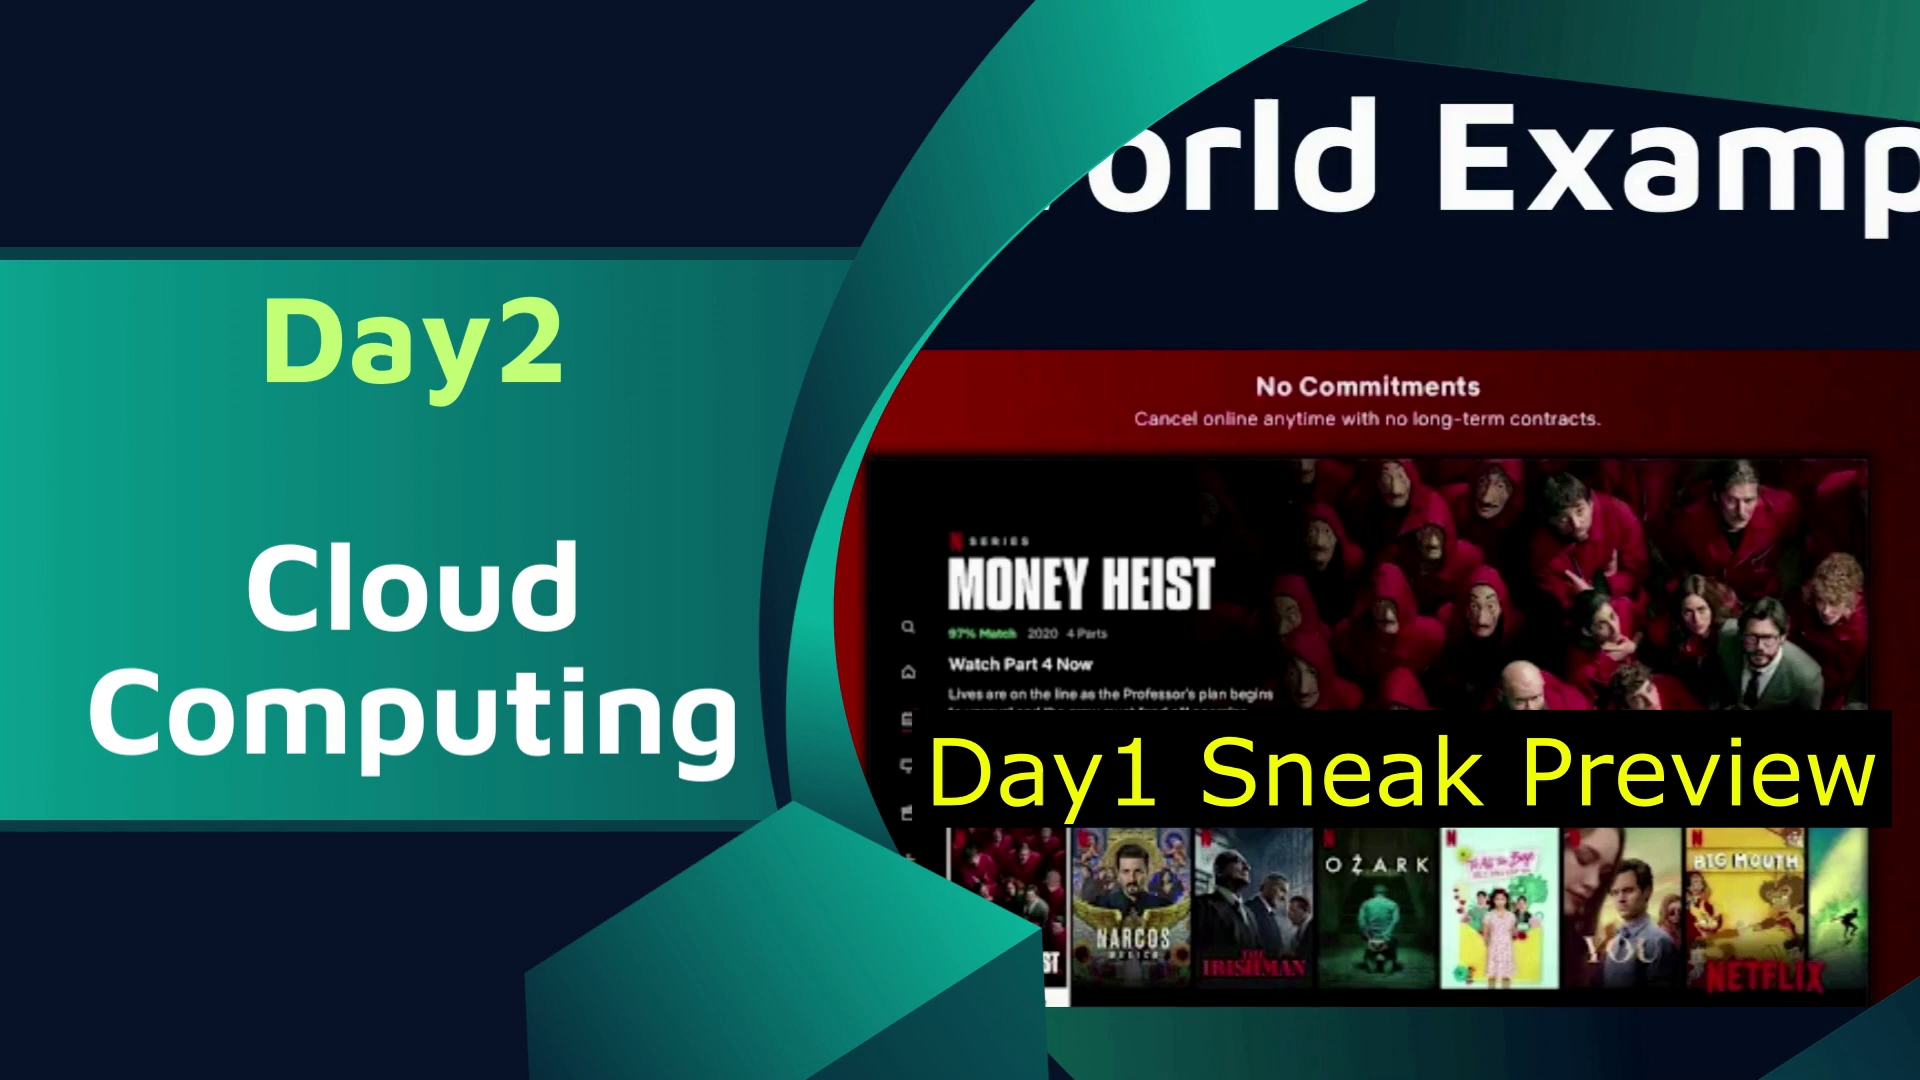 Day2
Cloud
Computing
orld Examp
No Commitments
Cancel online anytime with no long-term contracts.
N SERIES
MONEY HEIST
97% Match 2020 4 Parts
Watch Part 4 Now
Lives are on the line as the Professor's plan begins
Day1 Sneak Preview
NARCOS
MEXICO
THE
IRISHMAN
OZARK
YOU
BIG MOUTH
NETFLIX